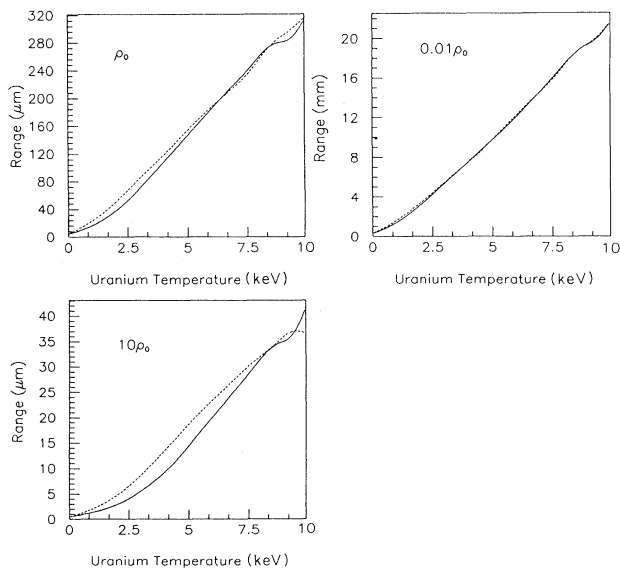 320
280
240
200
160
120
80
40
0
Range (μm)
ρ₀
0 2.5 5 7.5 10
Uranium Temperature (keV)
20
16
12
8
4
0
Range (mm)
0.01ρ₀
0 2.5 5 7.5 10
Uranium Temperature (keV)
40
35
30
25
20
15
10
5
0
Range (μm)
10ρ₀
0 2.5 5 7.5 10
Uranium Temperature (keV)